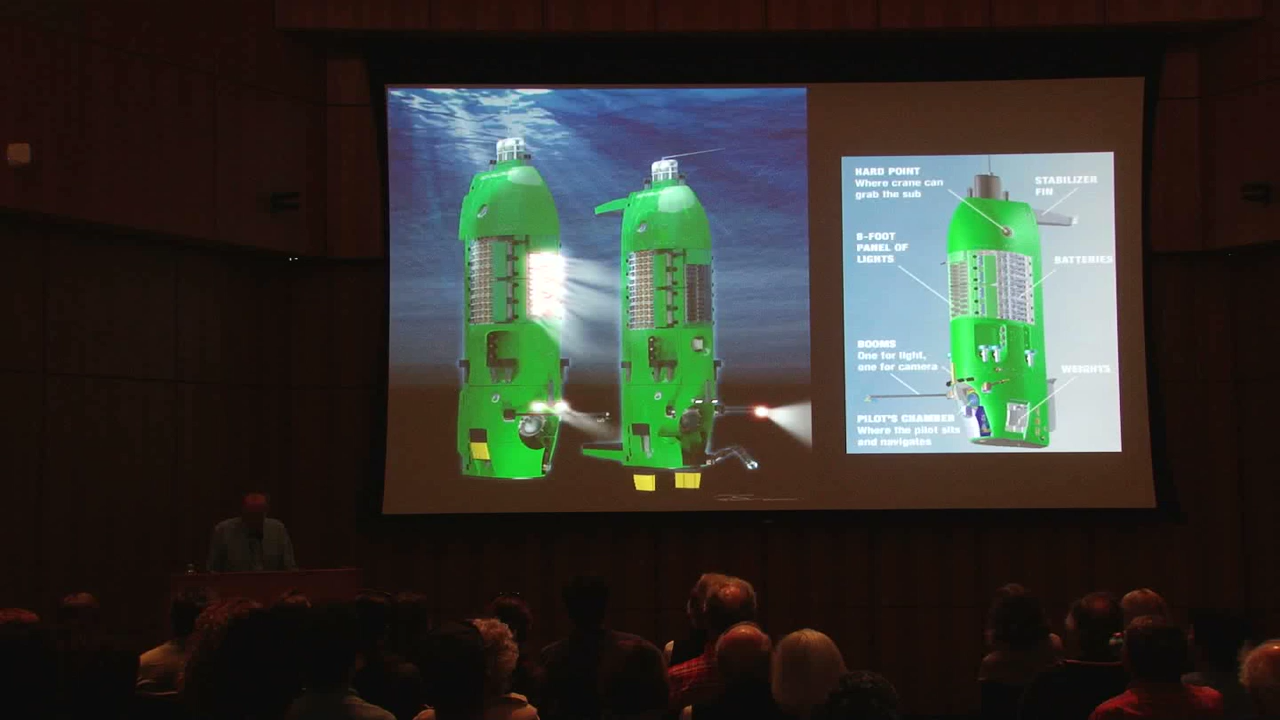 HARD POINT
Where crane can
grab the sub
STABILIZER
FIN
8-FOOT
PANEL OF
LIGHTS
BATTERIES
BOOMS
One for light,
one for camera
WEIGHTS
PILOT'S CHAMBER
Where the pilot sits
and navigates